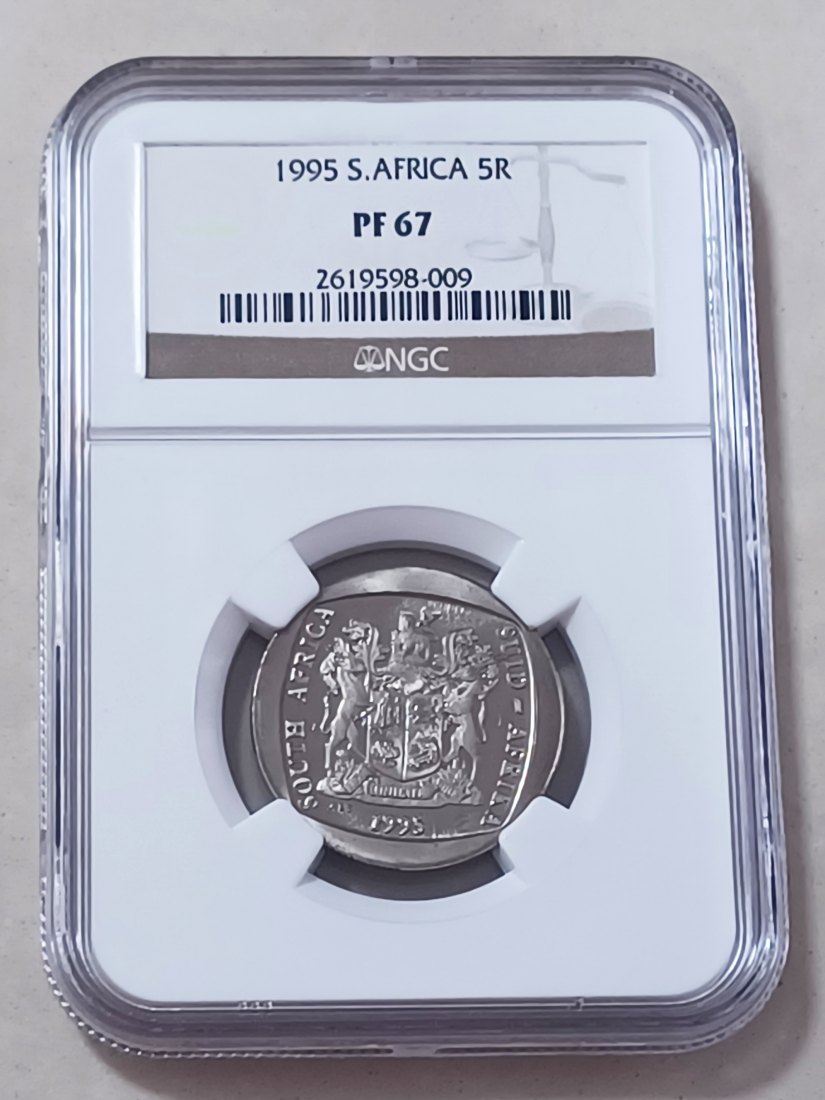 1995 S.AFRICA 5R
PF 67
2619598-009
NGC
SOUTH AFRICA
SUID-AFRIKA
1995